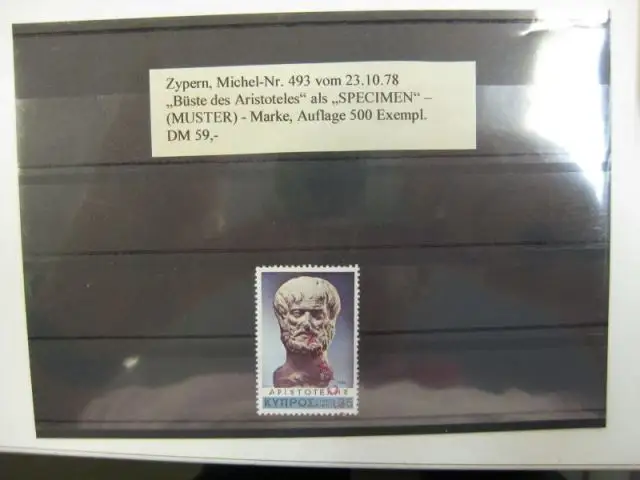 Zypern, Michel-Nr. 493 vom 23.10.78
„Büste des Aristoteles“ als „SPECIMEN“ –
(MUSTER) - Marke, Auflage 500 Exempl.
DM 59,-
ΑΡΙΣΤΟΤΕΛΗΣ
ΚΥΠΡΟΣ